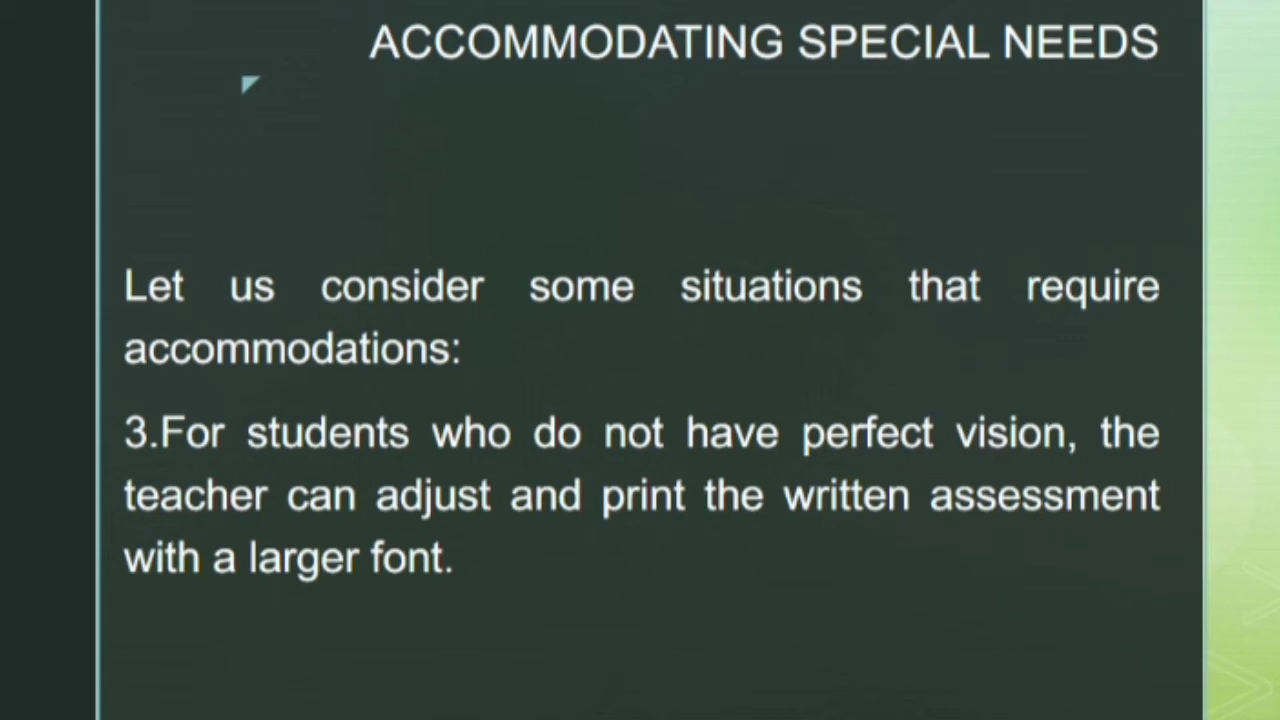 ACCOMMODATING SPECIAL NEEDS
Let us consider some situations that require
accommodations:
3.For students who do not have perfect vision, the
teacher can adjust and print the written assessment
with a larger font.